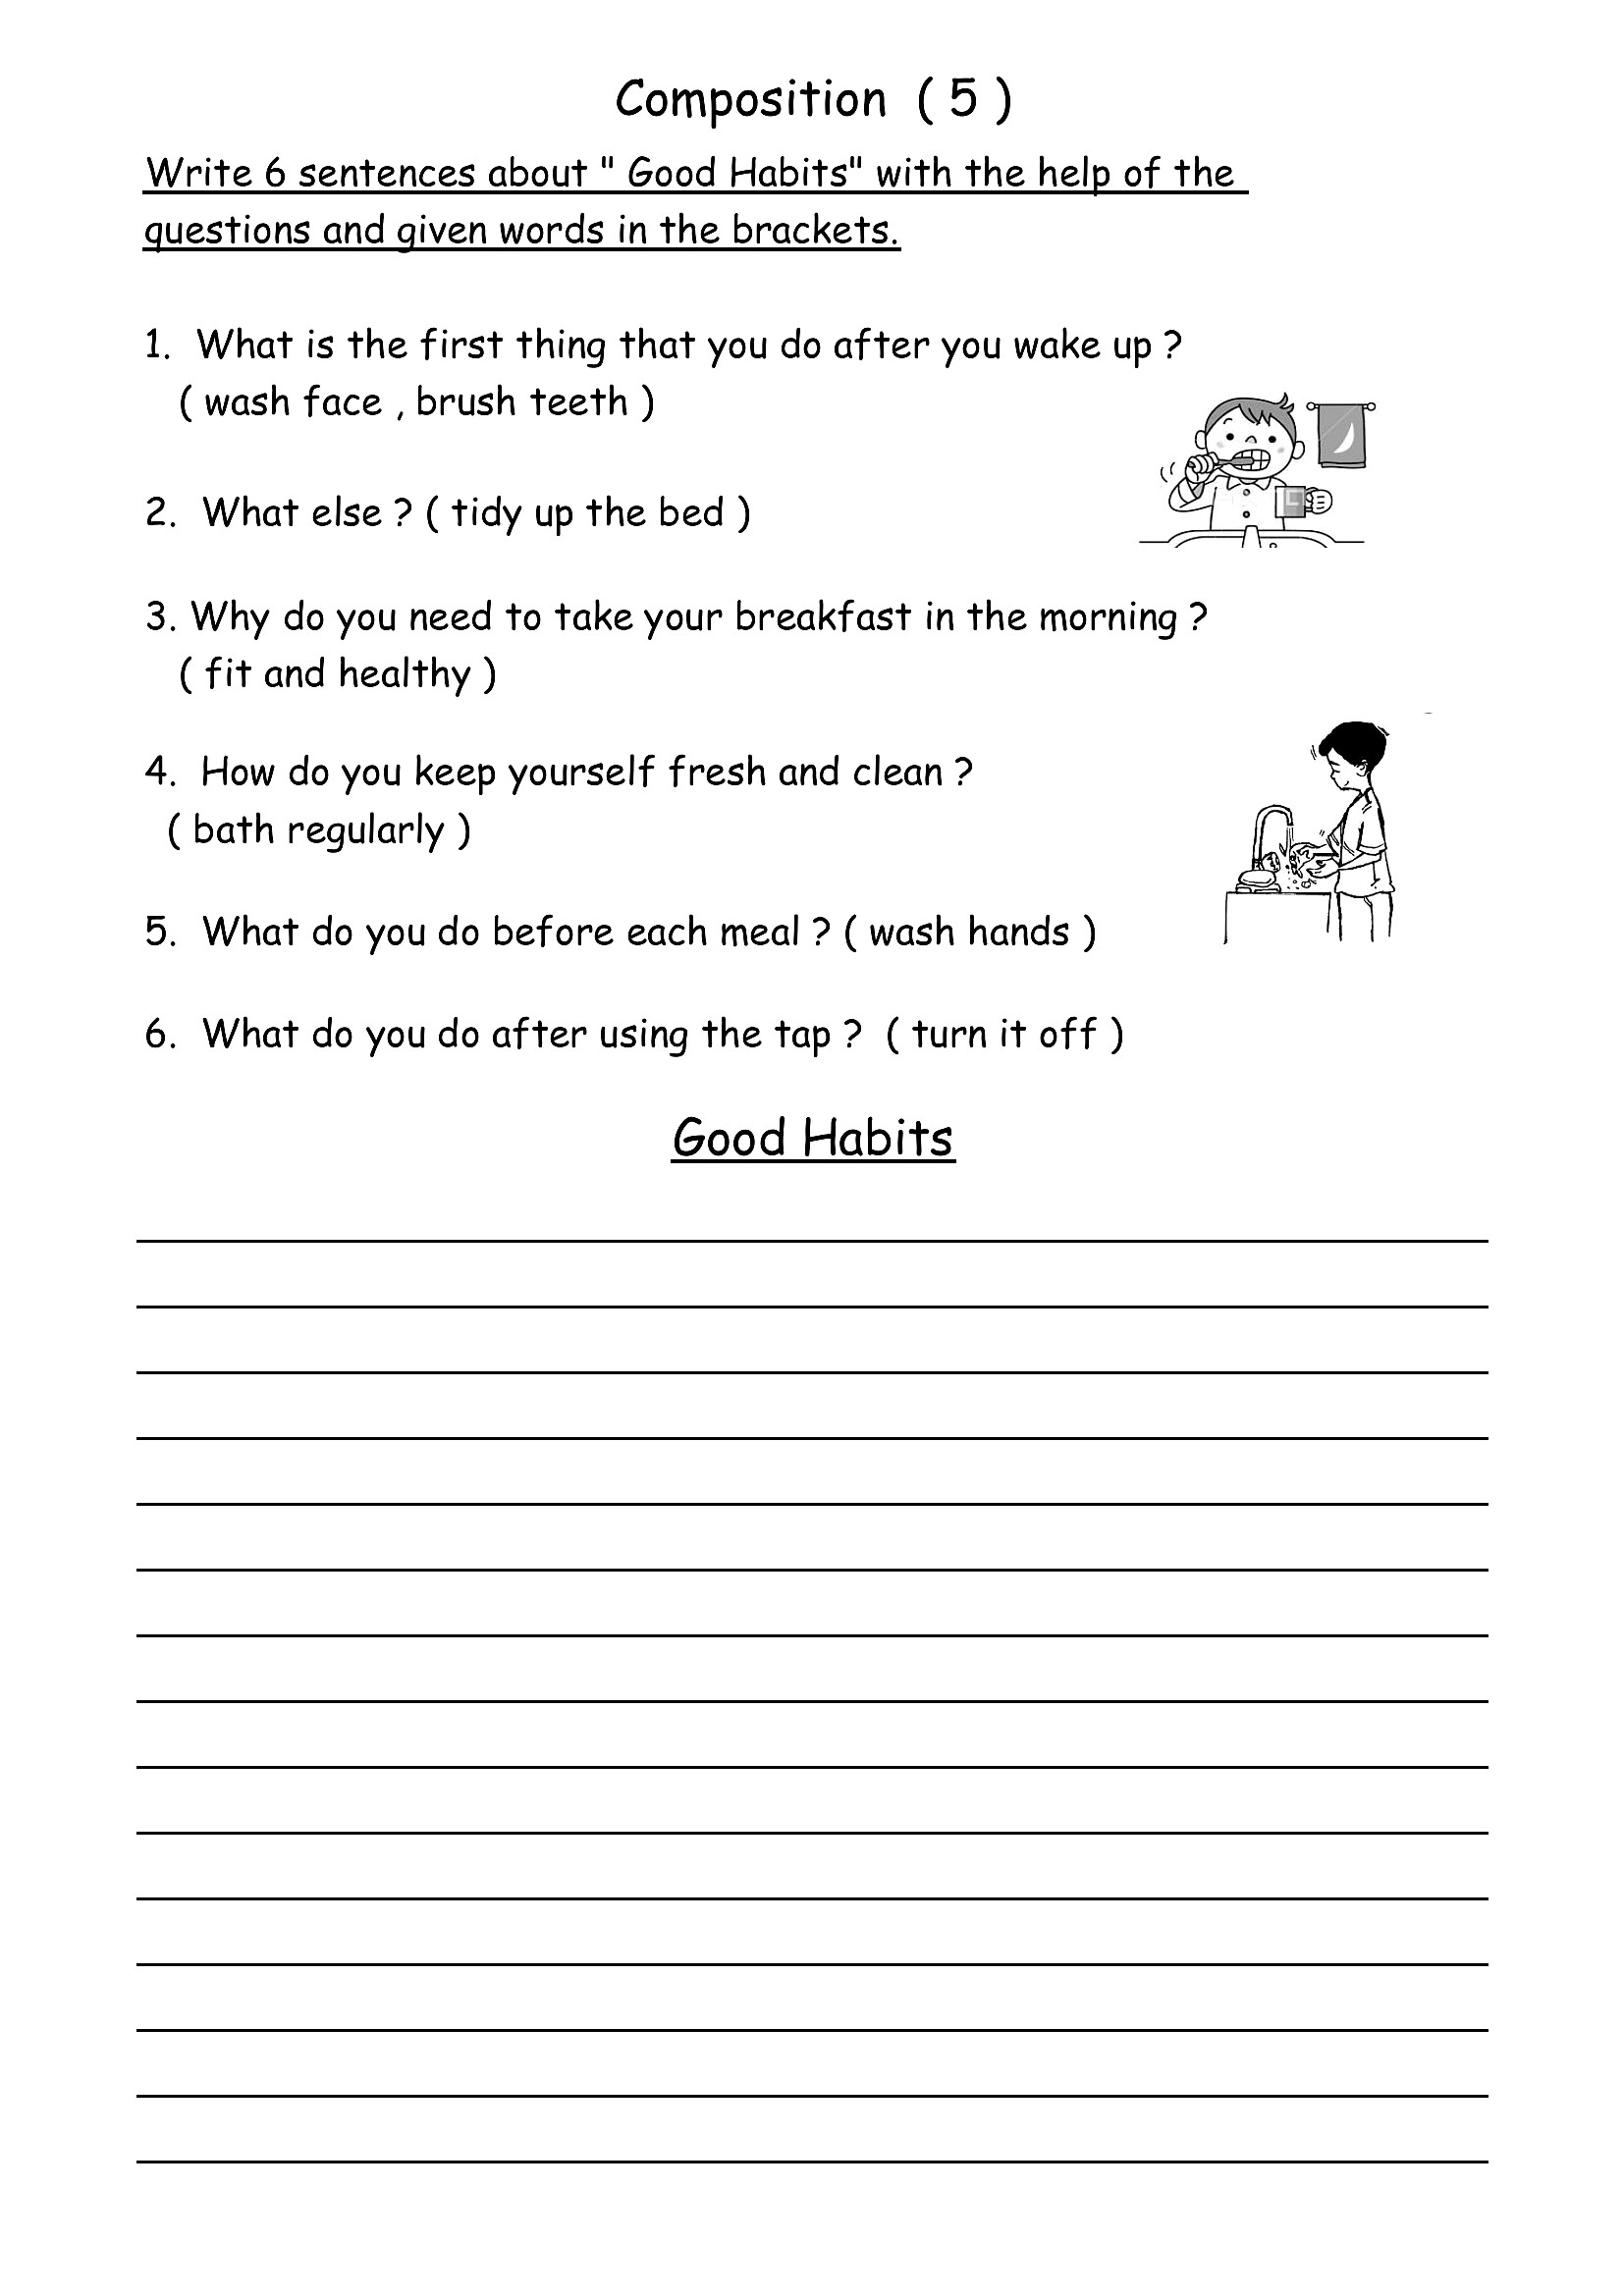 Composition ( 5 )
Write 6 sentences about " Good Habits" with the help of the
questions and given words in the brackets.
1. What is the first thing that you do after you wake up ?
( wash face , brush teeth )
2. What else ? ( tidy up the bed )
3. Why do you need to take your breakfast in the morning ?
( fit and healthy )
4. How do you keep yourself fresh and clean ?
( bath regularly )
5. What do you do before each meal ? ( wash hands )
6. What do you do after using the tap ? ( turn it off )
Good Habits